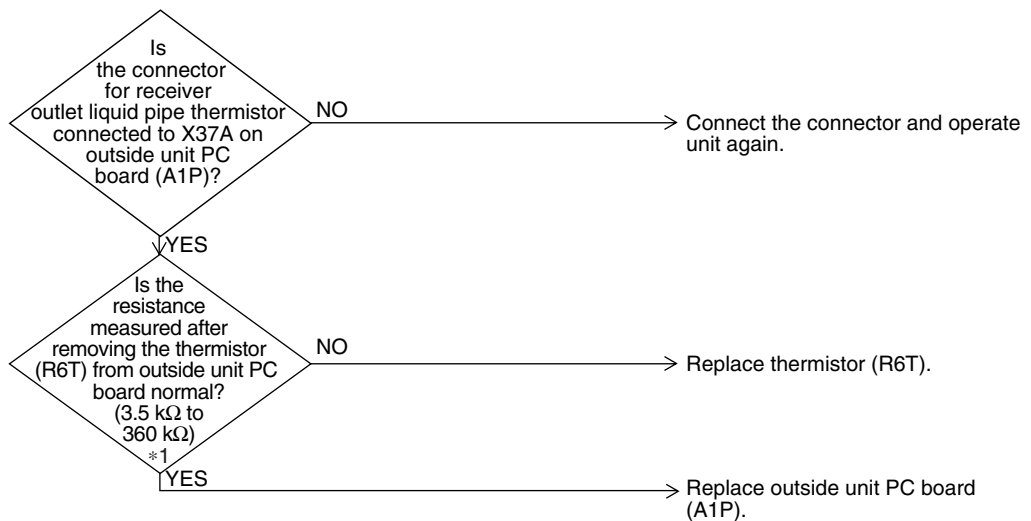 Is
the connector
for receiver
outlet liquid pipe thermistor
connected to X37A on
outside unit PC
board (A1P)?
NO
Connect the connector and operate
unit again.
YES
Is the
resistance
measured after
removing the thermistor
(R6T) from outside unit PC
board normal?
(3.5 kΩ to
360 kΩ)
*1
NO
Replace thermistor (R6T).
YES
Replace outside unit PC board
(A1P).